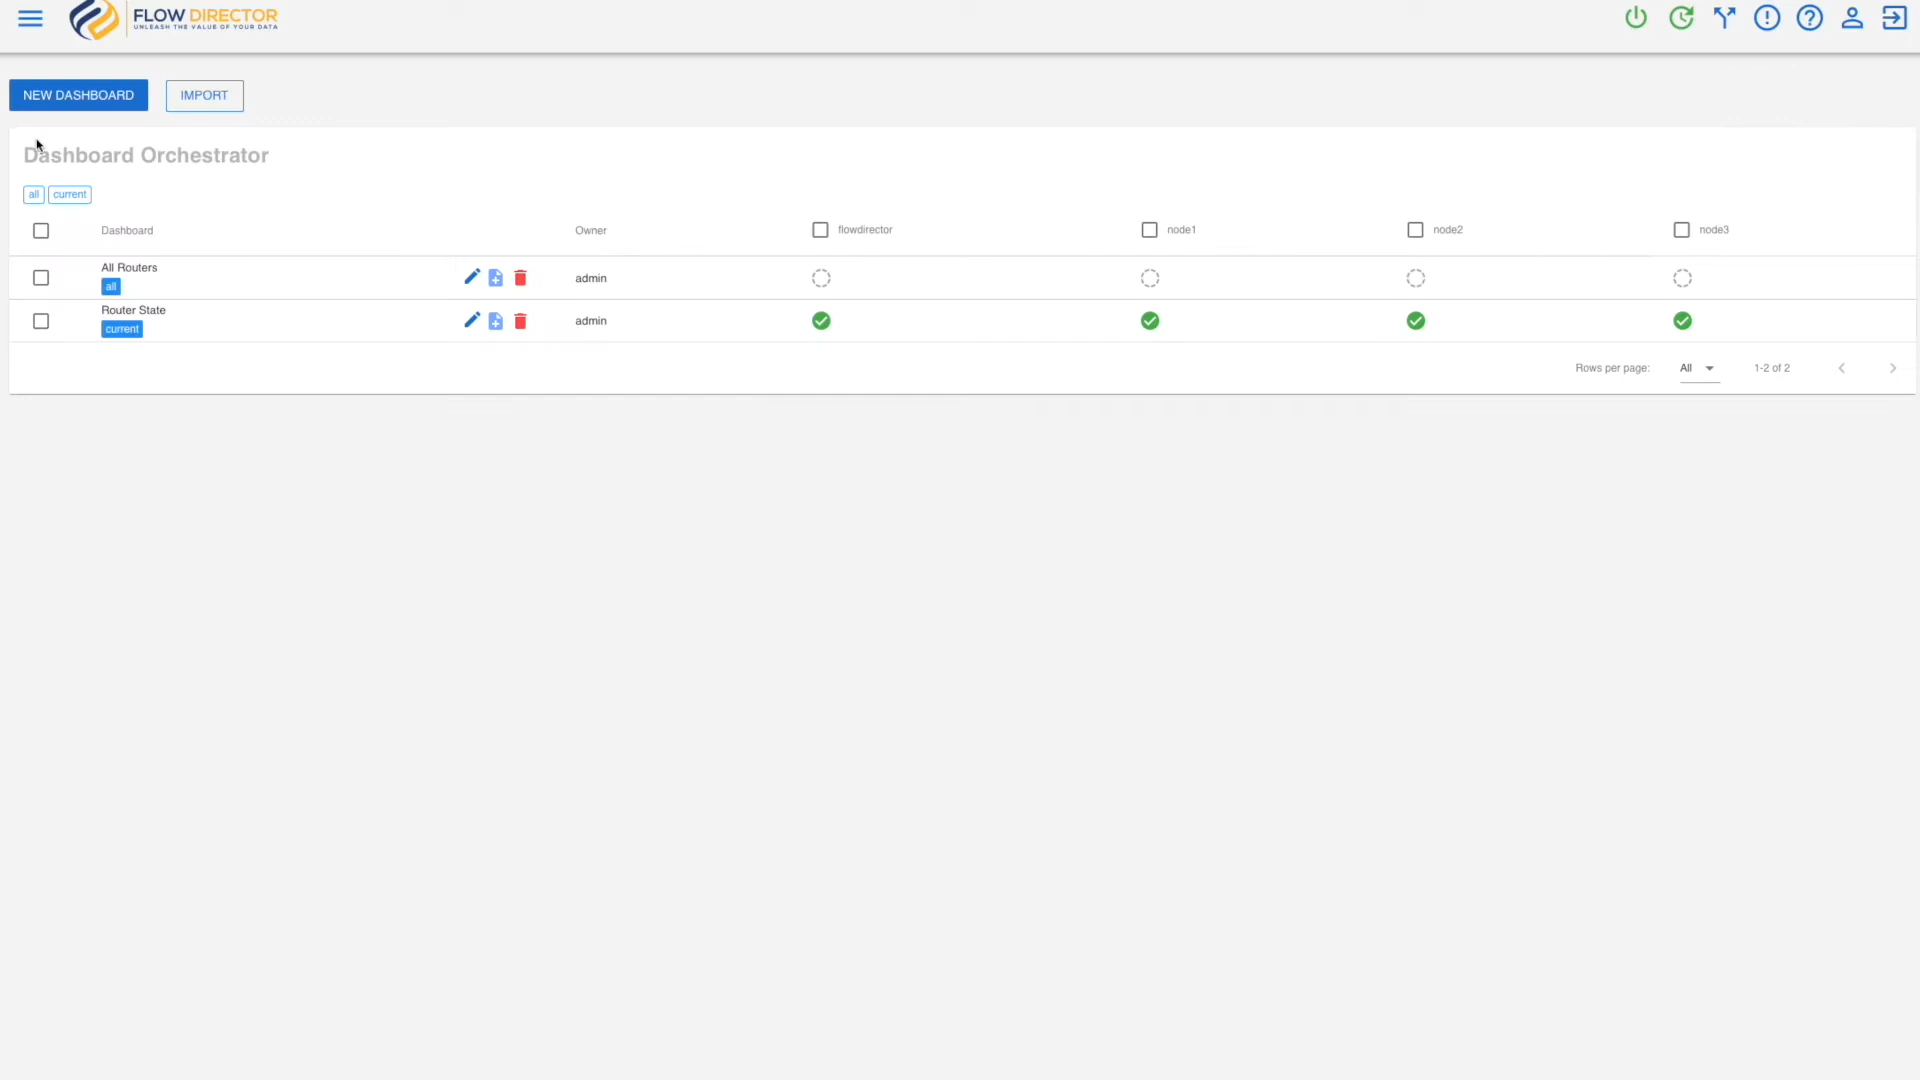 FLOW DIRECTOR
UNLEASH THE VALUE OF YOUR DATA
NEW DASHBOARD IMPORT
Dashboard Orchestrator
all current
Dashboard Owner flowdirector node1 node2 node3
All Routers
all
admin
Router State
current
admin
Rows per page: All 1-2 of 2